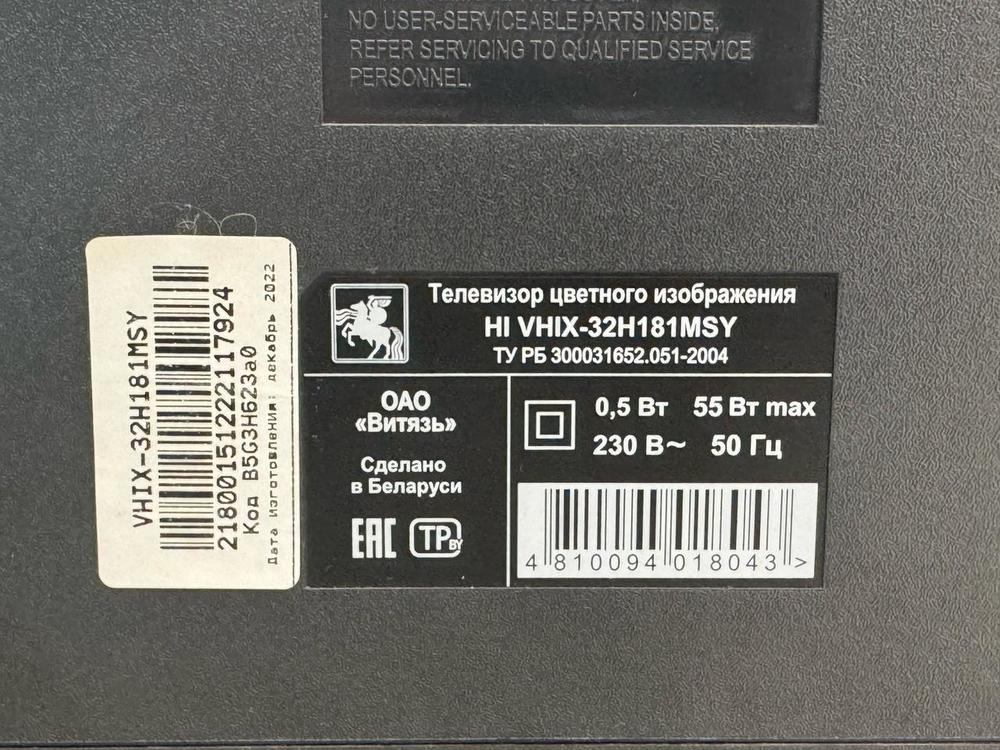 NO USER-SERVICEABLE PARTS INSIDE,
REFER SERVICING TO QUALIFIED SERVICE
PERSONNEL.
VHIX-32H181MSY
2180015122221117924
Код B5G3H623a0
Дата Изготовления: декабрь 2022
Телевизор цветного изображения
HI VHIX-32H181MSY
ТУ РБ 300031652.051-2004
ОАО
«Витязь»
Сделано
в Беларуси
EAC ТР BY
0,5 Вт 55 Вт max
230 В~ 50 Гц
4 810094 018043 >